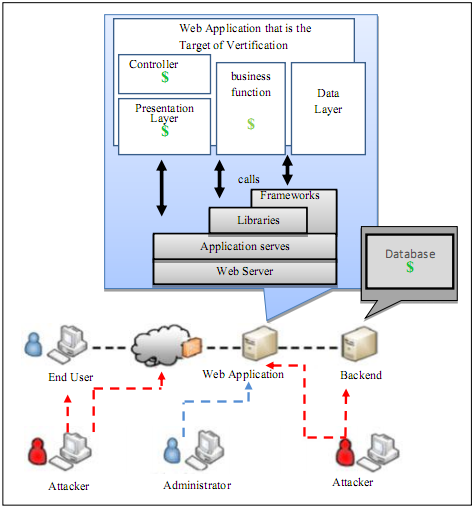 Web Application that is the
Target of Vertification
Controller
$
Presentation
Layer
$
business
function
$
Data
Layer
calls
Frameworks
Libraries
Application serves
Web Server
Database
$
End User
Web Application
Backend
Attacker
Administrator
Attacker